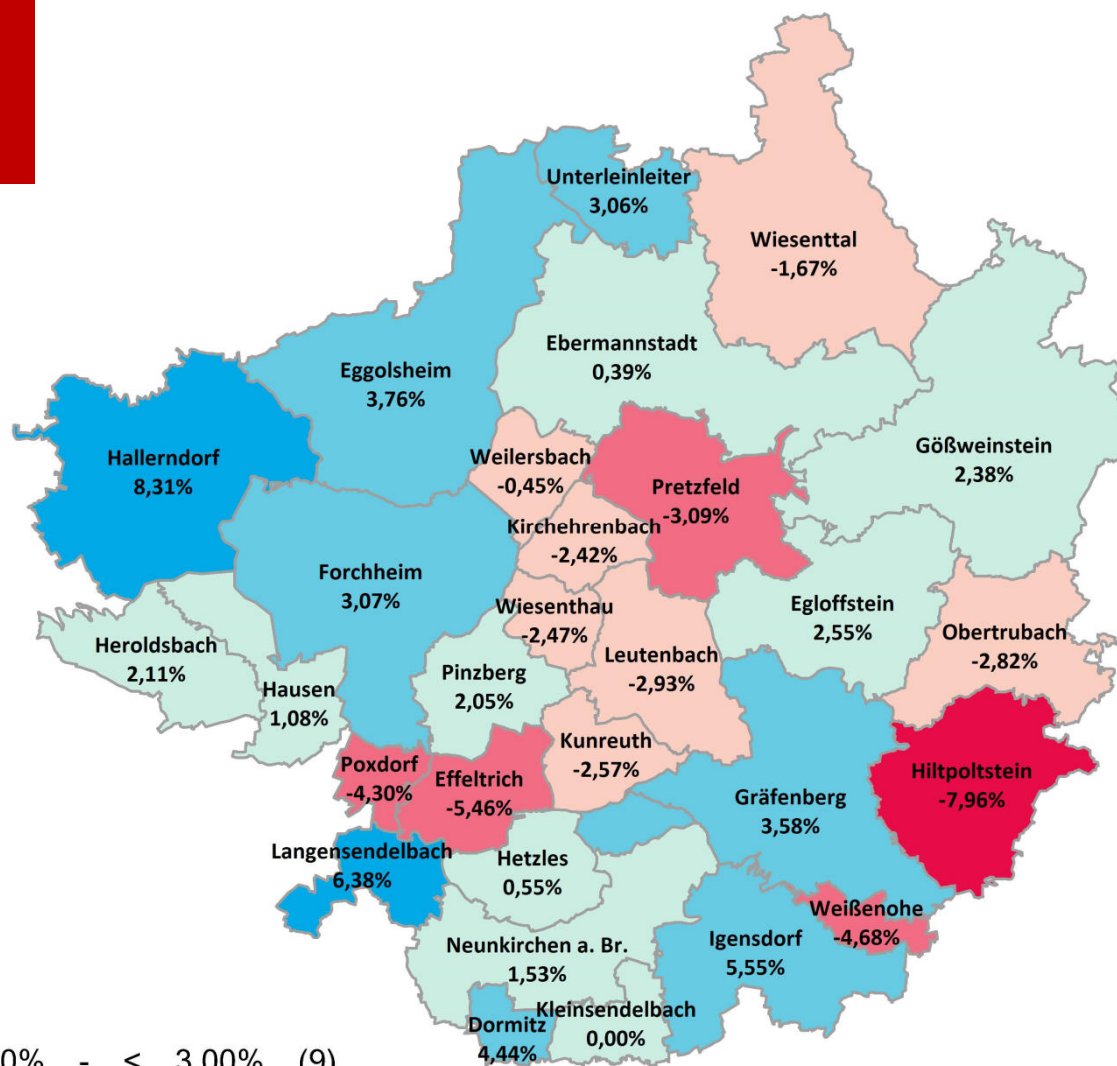 Unterleinleiter
3,06%
Wiesenttal
-1,67%
Ebermannstadt
0,39%
Eggolsheim
3,76%
Gößweinstein
2,38%
Hallerndorf
8,31%
Weilersbach
-0,45%
Pretzfeld
-3,09%
Kirchehrenbach
-2,42%
Forchheim
3,07%
Egloffstein
2,55%
Wiesenthau
-2,47%
Obertrubach
-2,82%
Heroldsbach
2,11%
Leutenbach
-2,93%
Pinzberg
2,05%
Hausen
1,08%
Kunreuth
-2,57%
Poxdorf
-4,30%
Effeltrich
-5,46%
Hiltpoltstein
-7,96%
Gräfenberg
3,58%
Langensendelbach
6,38%
Hetzles
0,55%
Weißenohe
-4,68%
Neunkirchen a. Br.
1,53%
Igensdorf
5,55%
Kleinsendelbach
0,00%
Dormitz
4,44%
0% - < 3,00% (9)